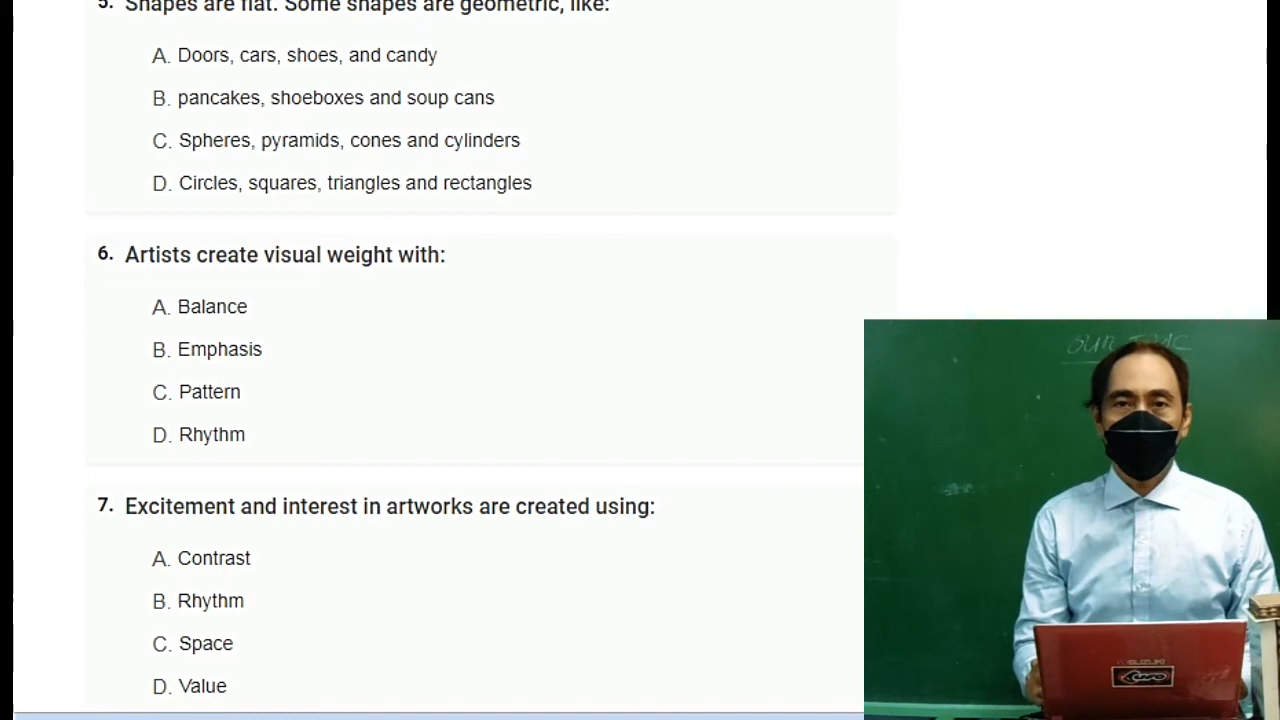 5. Shapes are flat. Some shapes are geometric, like:
A. Doors, cars, shoes, and candy
B. pancakes, shoeboxes and soup cans
C. Spheres, pyramids, cones and cylinders
D. Circles, squares, triangles and rectangles
6. Artists create visual weight with:
A. Balance
B. Emphasis
C. Pattern
D. Rhythm
7. Excitement and interest in artworks are created using:
A. Contrast
B. Rhythm
C. Space
D. Value
SUZUKI